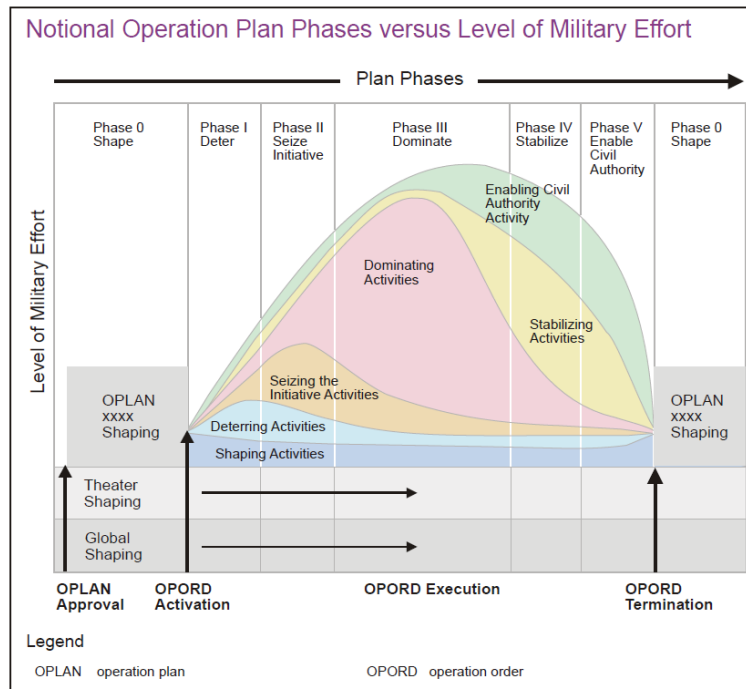 Notional Operation Plan Phases versus Level of Military Effort
Plan Phases
Phase 0
Shape
Phase I
Deter
Phase II
Seize
Initiative
Phase III
Dominate
Phase IV
Stabilize
Phase V
Enable
Civil
Authority
Phase 0
Shape
Level of Military Effort
Enabling Civil
Authority
Activity
Dominating
Activities
Stabilizing
Activities
Seizing the
Initiative Activities
Deterring Activities
Shaping Activities
OPLAN
xxxx
Shaping
OPLAN
xxxx
Shaping
Theater
Shaping
Global
Shaping
OPLAN
Approval
OPORD
Activation
OPORD Execution
OPORD
Termination
Legend
OPLAN operation plan
OPORD operation order